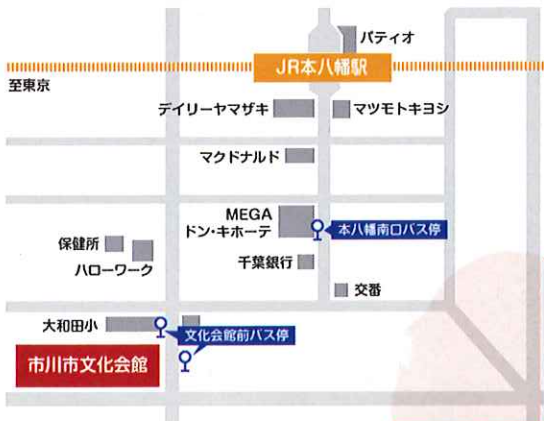 パティオ
JR本八幡駅
至東京
デイリーヤマザキ
マツモトキヨシ
マクドナルド
MEGA
ドン・キホーテ
本八幡南口バス停
保健所
ハローワーク
千葉銀行
交番
大和田小
文化会館前バス停
市川市文化会館